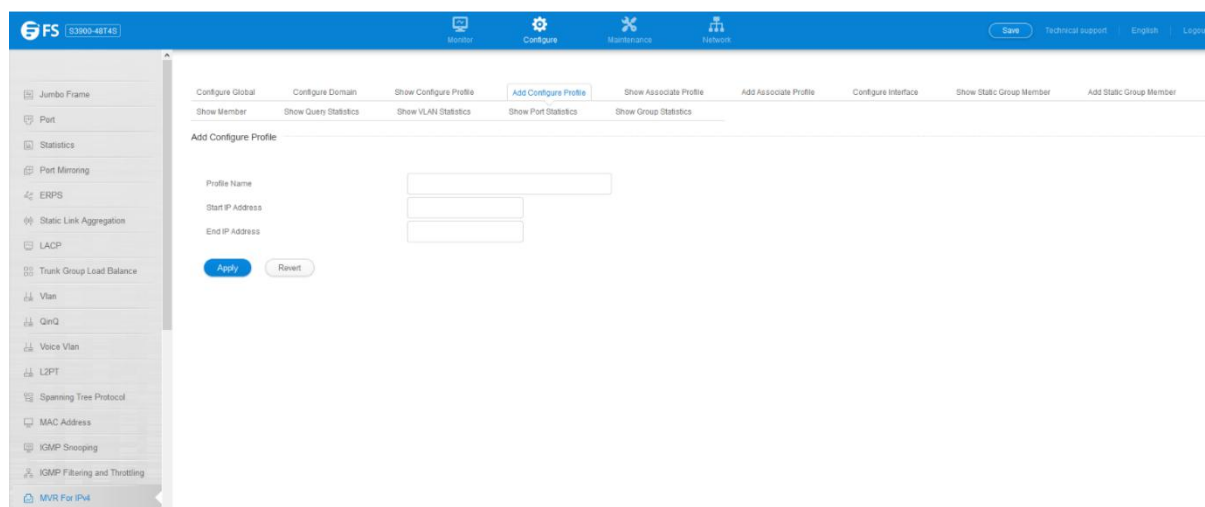 FS S3900-48T4S
Monitor Configure Maintenance Network
Save Technical support English Logou
Jumbo Frame
Port
Statistics
Port Mirroring
ERPS
Static Link Aggregation
LACP
Trunk Group Load Balance
Vlan
QinQ
Voice Vlan
L2PT
Spanning Tree Protocol
MAC Address
IGMP Snooping
IGMP Filtering and Throttling
MVR For IPv4
Configure Global Configure Domain Show Configure Profile Add Configure Profile Show Associate Profile Add Associate Profile Configure Interface Show Static Group Member Add Static Group Member
Show Member Show Query Statistics Show VLAN Statistics Show Port Statistics Show Group Statistics
Add Configure Profile
Profile Name
Start IP Address
End IP Address
Apply Revert